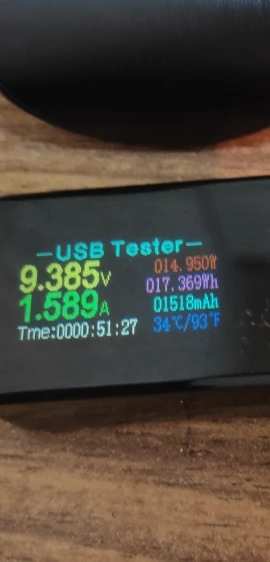 -USB Tester-
9.385V
014.950W
1.589A
017.369Wh
01518mAh
Tme:0000:51:27
34℃/93℉